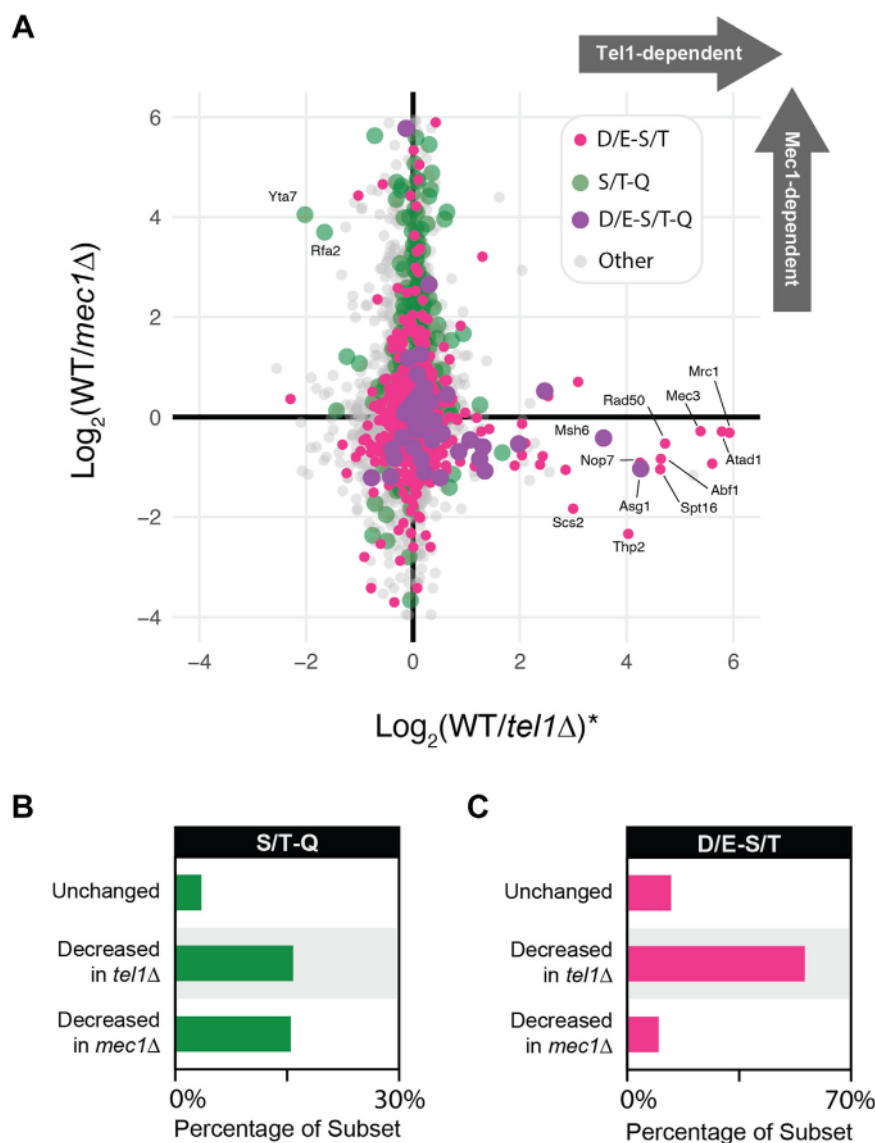 A
Tel1-dependent
Mec1-dependent
D/E-S/T
S/T-Q
D/E-S/T-Q
Other
6
4
2
0
−2
−4
Log2(WT/mec1Δ)
Yta7
Rfa2
Mrc1
Mec3
Rad50
Msh6
Nop7
Atad1
Abf1
Asg1
Spt16
Scs2
Thp2
−4
−2
0
2
4
6
Log2(WT/tel1Δ)*
B
S/T-Q
Unchanged
Decreased
in tel1Δ
Decreased
in mec1Δ
0%
30%
Percentage of Subset
C
D/E-S/T
Unchanged
Decreased
in tel1Δ
Decreased
in mec1Δ
0%
70%
Percentage of Subset